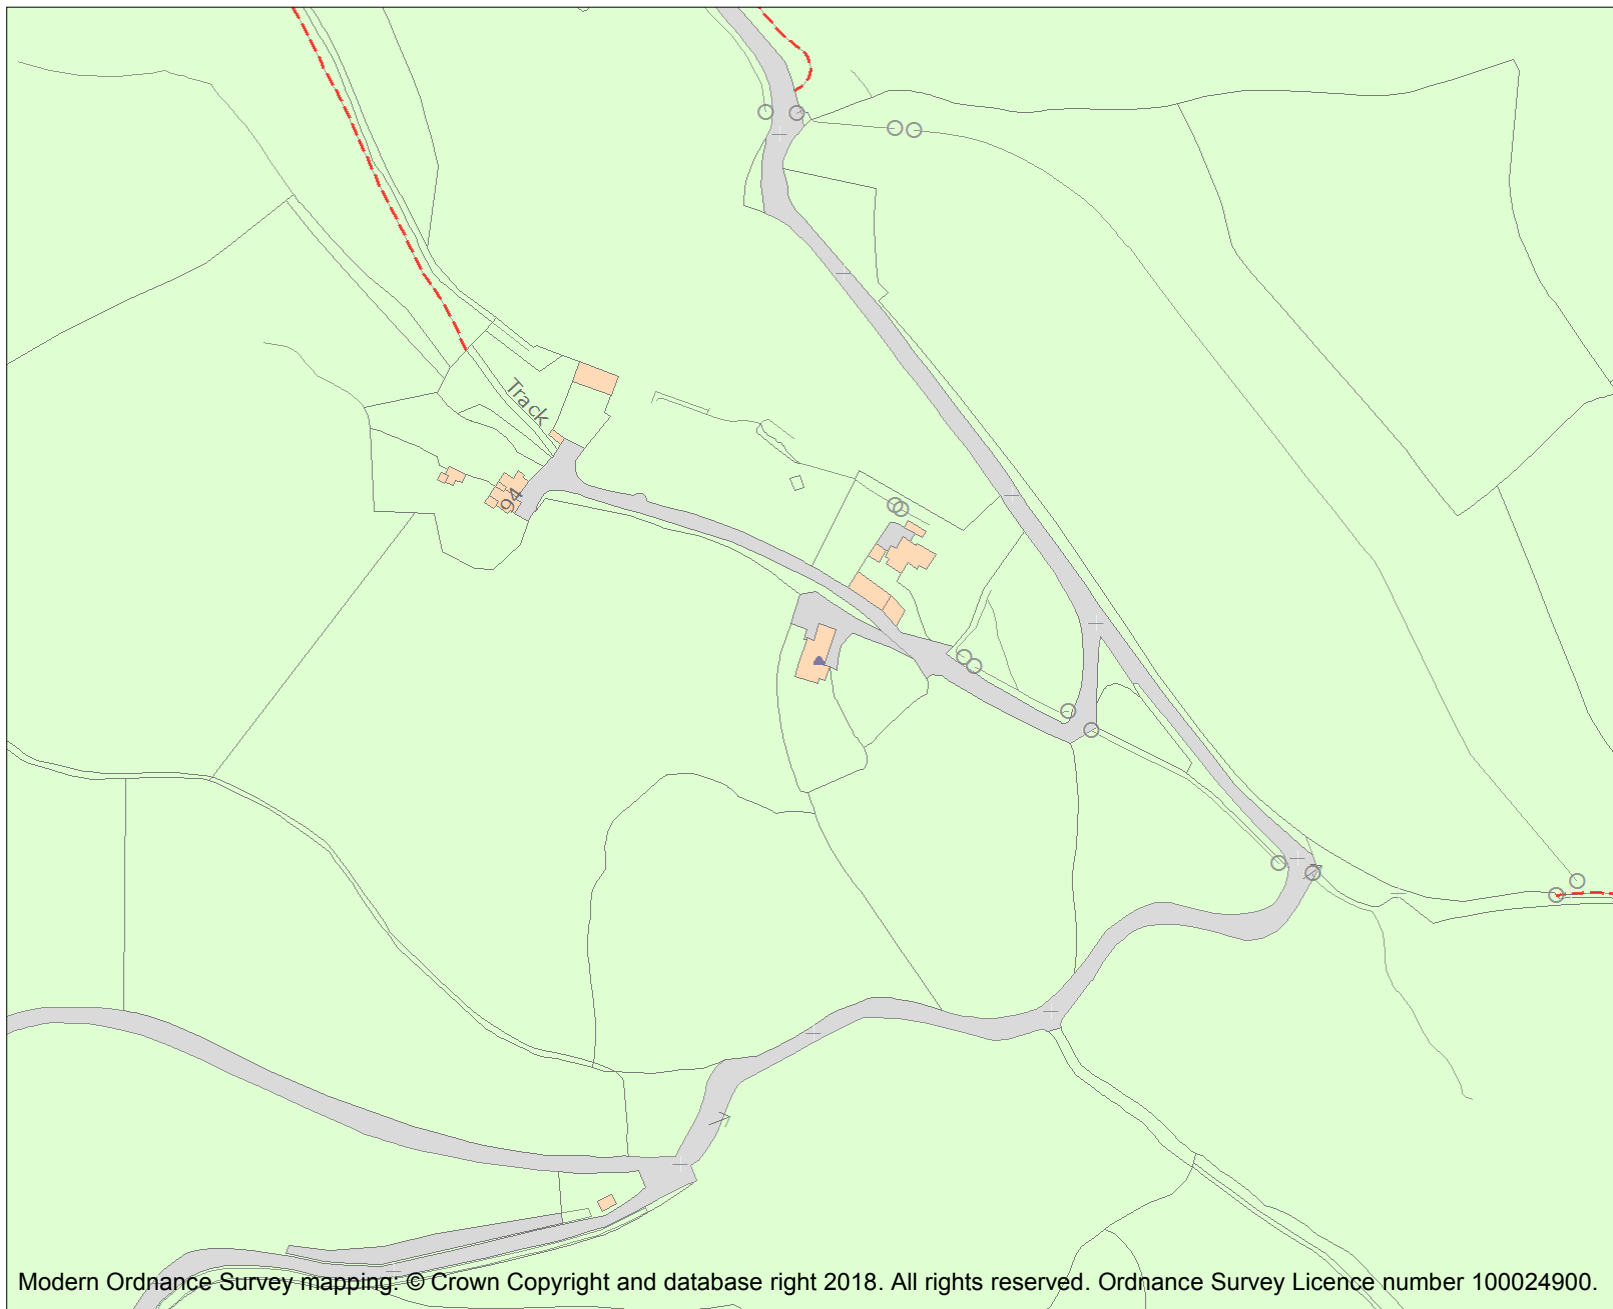 Track
94
Modern Ordnance Survey mapping: © Crown Copyright and database right 2018. All rights reserved. Ordnance Survey Licence number 100024900.